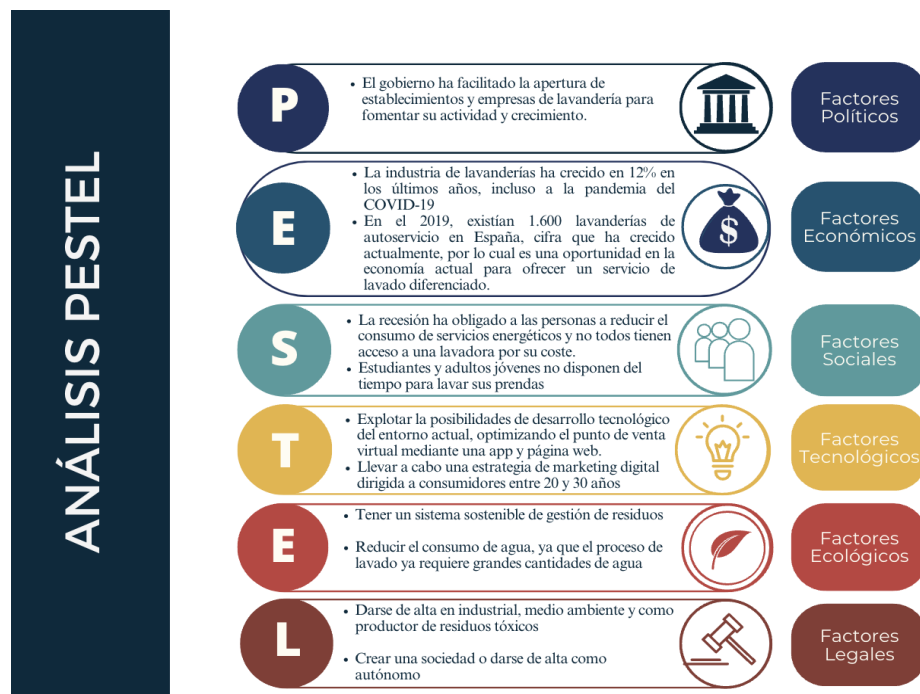 ANÁLISIS PESTEL
P
• El gobierno ha facilitado la apertura de
establecimientos y empresas de lavandería para
fomentar su actividad y crecimiento.
Factores
Políticos
E
• La industria de lavanderías ha crecido en 12% en
los últimos años, incluso a la pandemia del
COVID-19
• En el 2019, existían 1.600 lavanderías de
autoservicio en España, cifra que ha crecido
actualmente, por lo cual es una oportunidad en la
economía actual para ofrecer un servicio de
lavado diferenciado.
$
Factores
Económicos
S
• La recesión ha obligado a las personas a reducir el
consumo de servicios energéticos y no todos tienen
acceso a una lavadora por su coste.
• Estudiantes y adultos jóvenes no disponen del
tiempo para lavar sus prendas
Factores
Sociales
T
• Explotar la posibilidades de desarrollo tecnológico
del entorno actual, optimizando el punto de venta
virtual mediante una app y página web.
• Llevar a cabo una estrategia de marketing digital
dirigida a consumidores entre 20 y 30 años
Factores
Tecnológicos
E
• Tener un sistema sostenible de gestión de residuos
• Reducir el consumo de agua, ya que el proceso de
lavado ya requiere grandes cantidades de agua
Factores
Ecológicos
L
• Darse de alta en industrial, medio ambiente y como
productor de residuos tóxicos
• Crear una sociedad o darse de alta como
autónomo
Factores
Legales